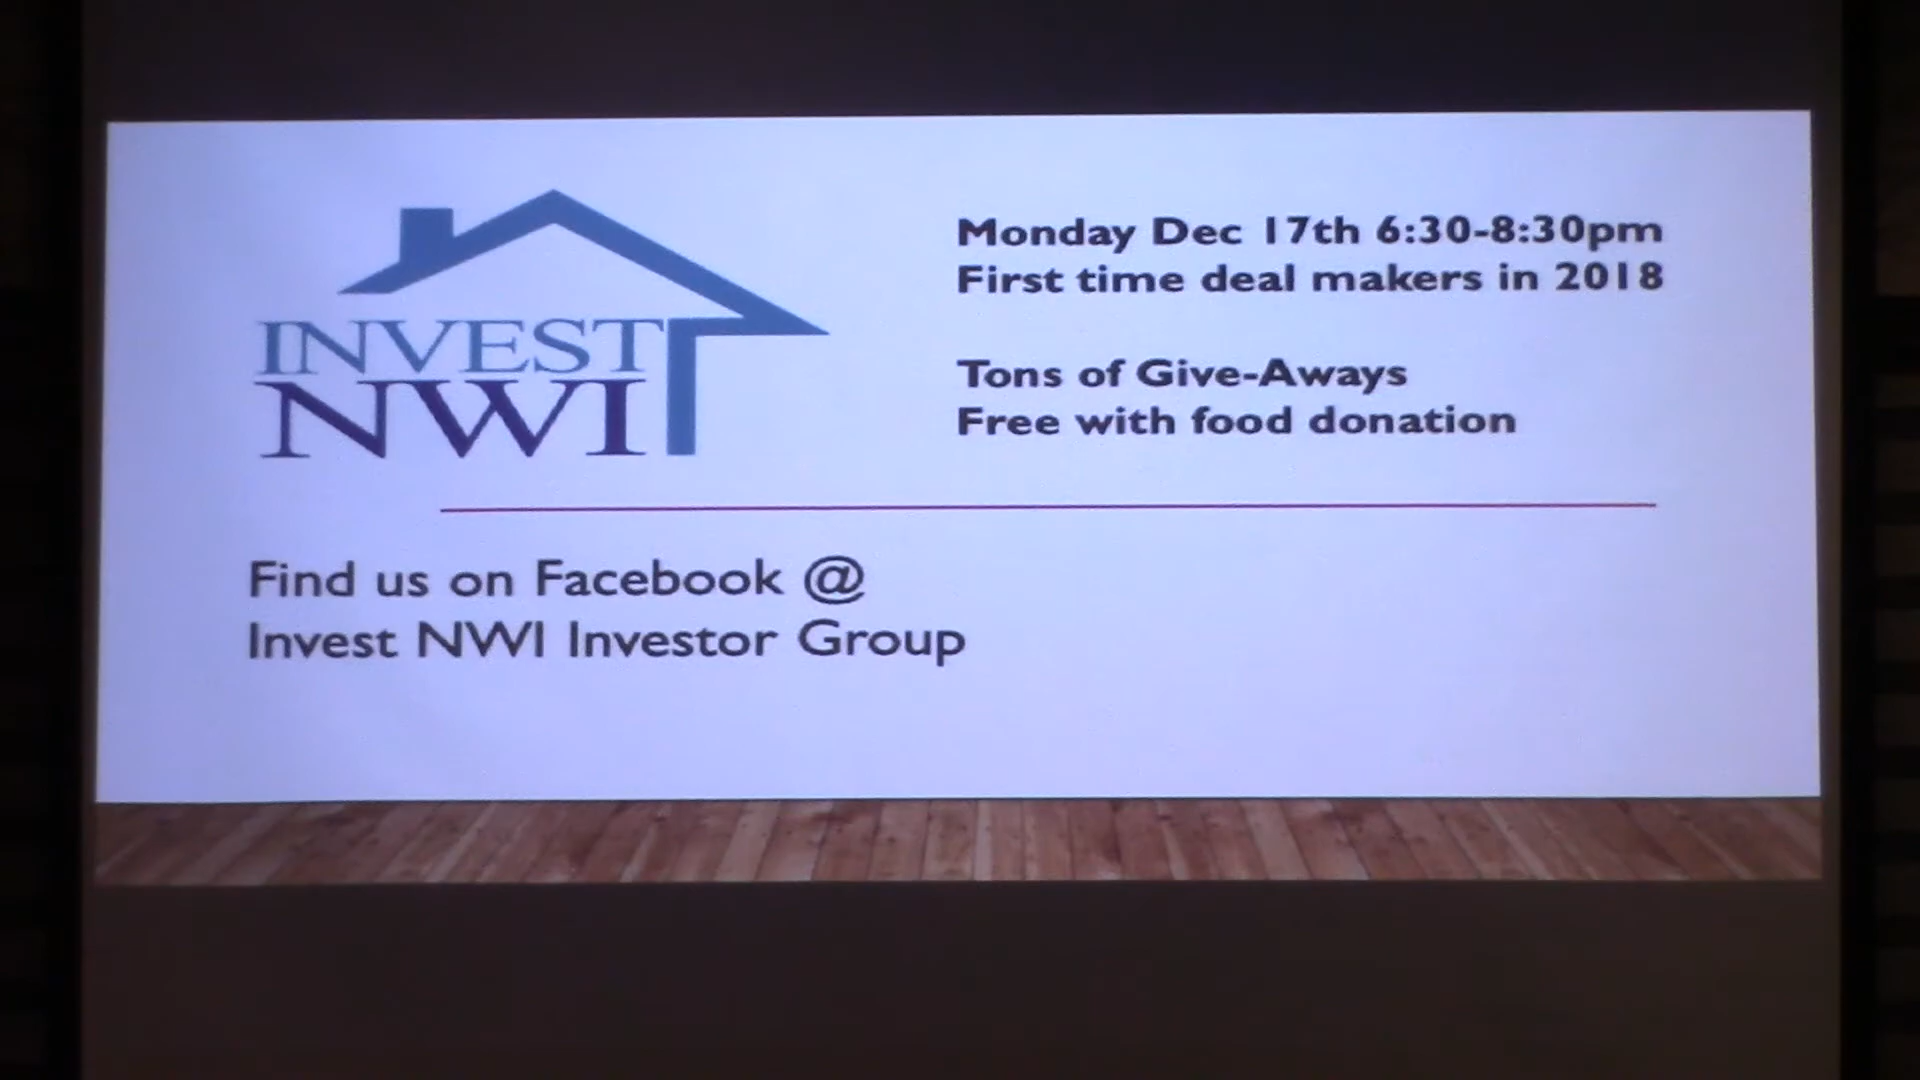 INVEST
NWI
Monday Dec 17th 6:30-8:30pm
First time deal makers in 2018
Tons of Give-Aways
Free with food donation
Find us on Facebook @
Invest NWI Investor Group